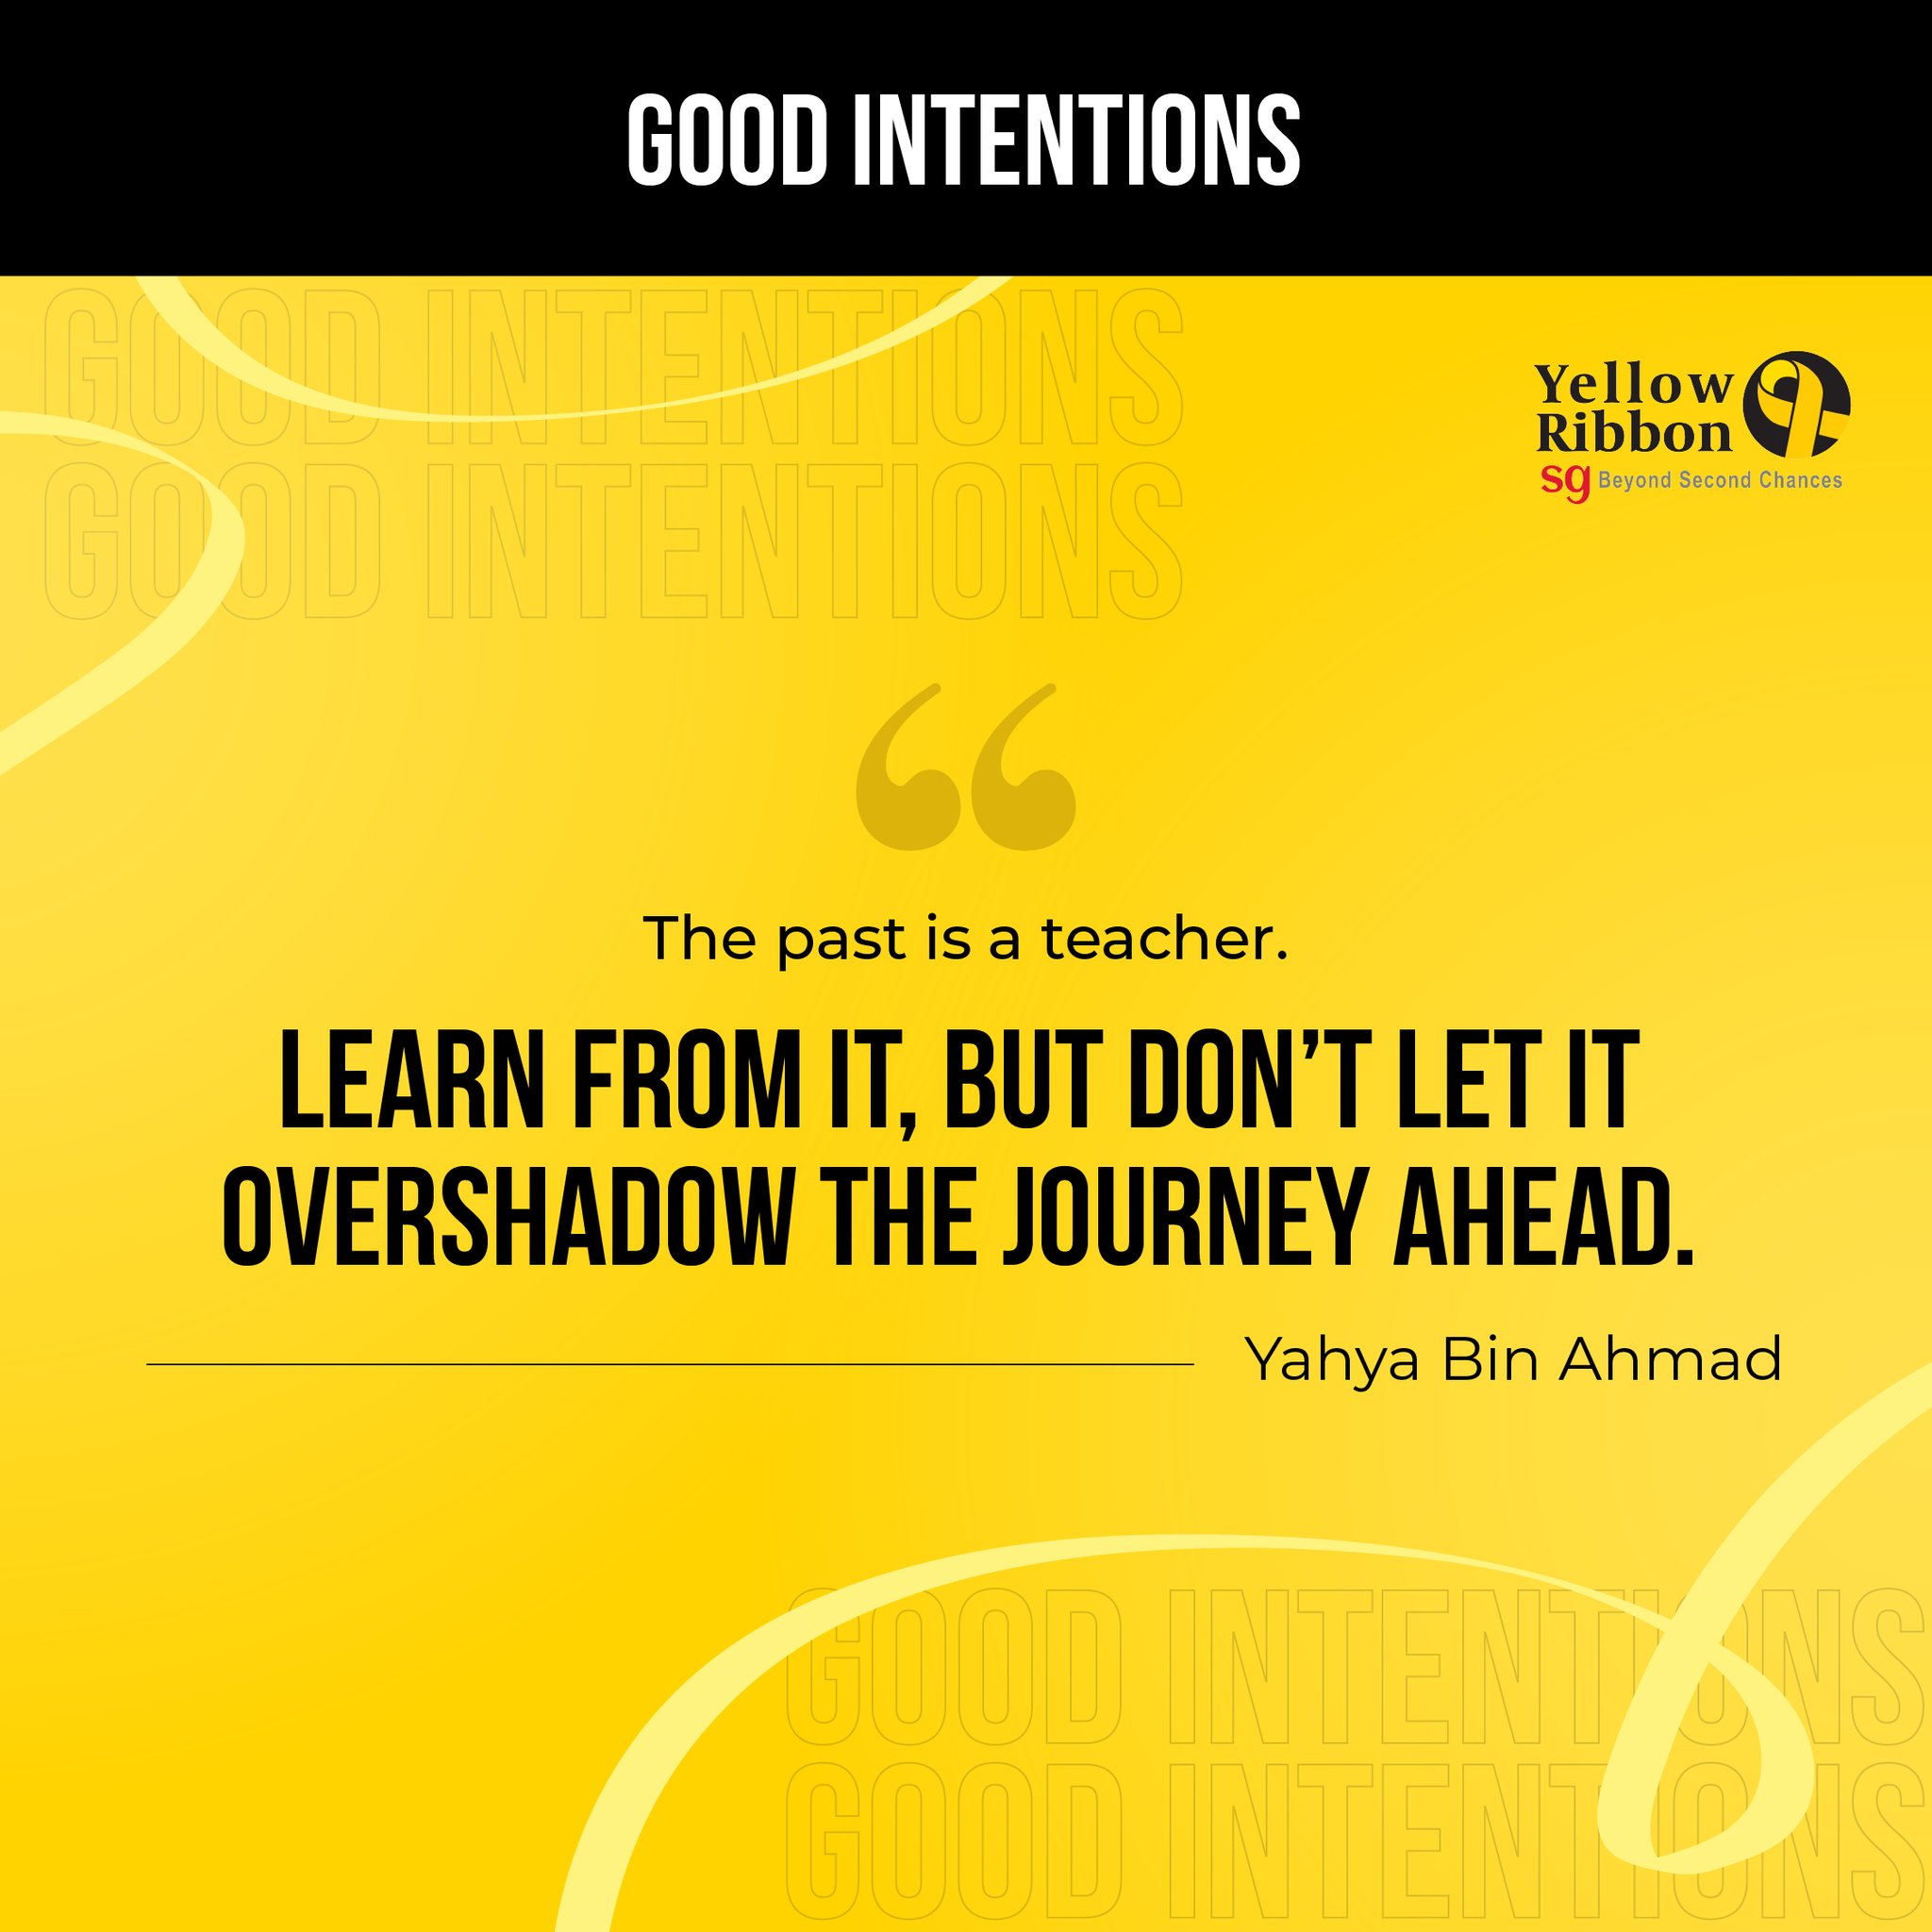 GOOD INTENTIONS
GOOD INTENTIONS
GOOD INTENTIONS
Yellow
Ribbon
sg Beyond Second Chances
“
The past is a teacher.
LEARN FROM IT, BUT DON’T LET IT
OVERSHADOW THE JOURNEY AHEAD.
Yahya Bin Ahmad
GOOD INTENTIONS
GOOD INTENTIONS